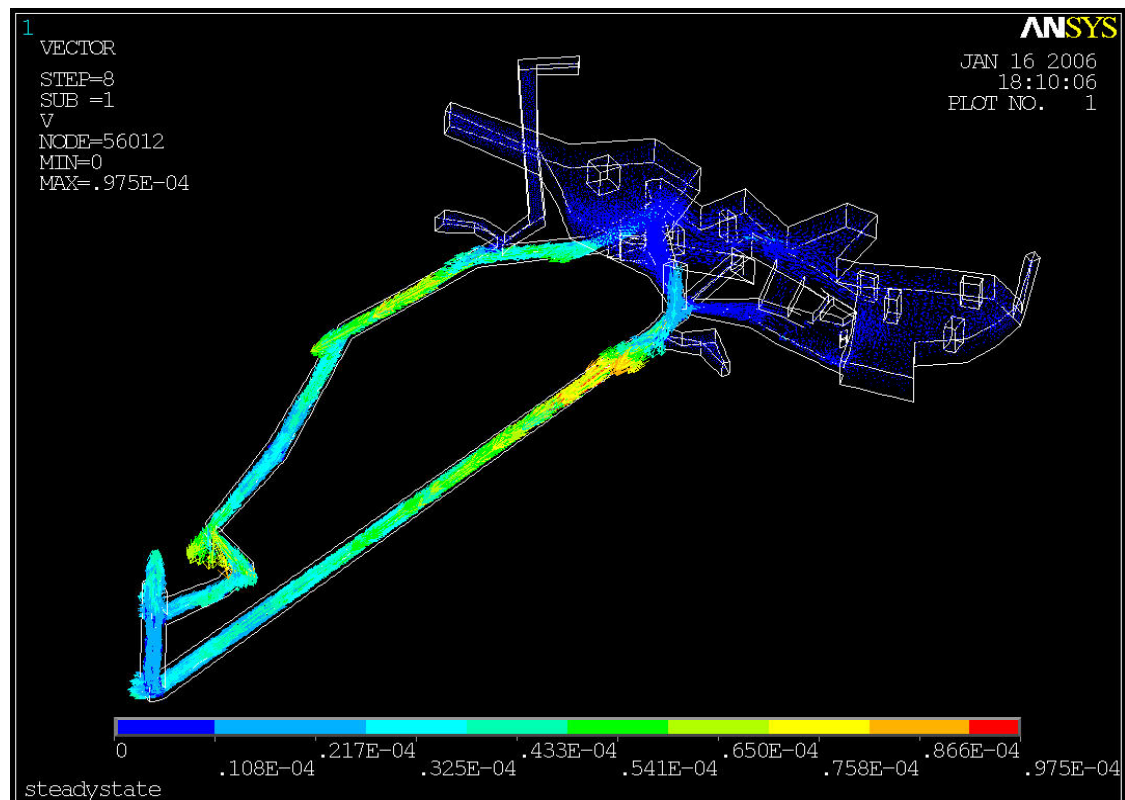 1
VECTOR
STEP=8
SUB =1
V
NODE=56012
MIN=0
MAX=.975E-04
ANSYS
JAN 16 2006
18:10:06
PLOT NO. 1
0 .217E-04 .433E-04 .650E-04 .866E-04
.108E-04 .325E-04 .541E-04 .758E-04 .975E-04
steadystate